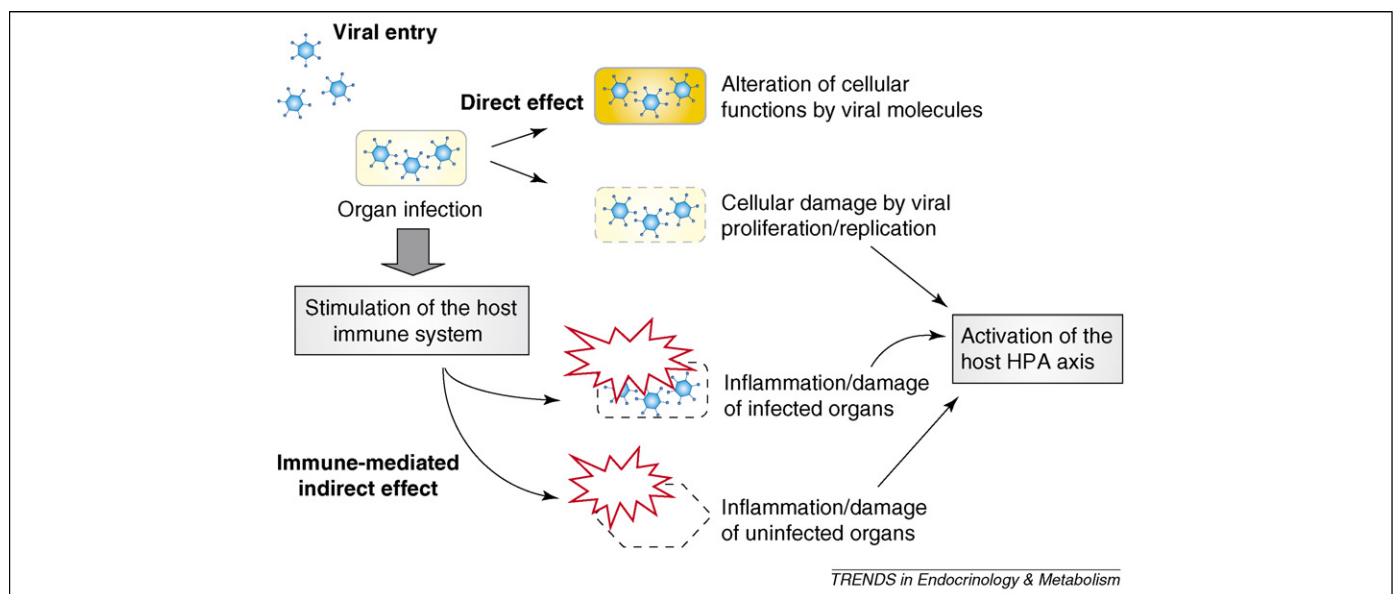 Viral entry
Direct effect
Alteration of cellular
functions by viral molecules
Organ infection
Cellular damage by viral
proliferation/replication
Stimulation of the host
immune system
Activation of the
host HPA axis
Inflammation/damage
of infected organs
Immune-mediated
indirect effect
Inflammation/damage
of uninfected organs
TRENDS in Endocrinology & Metabolism